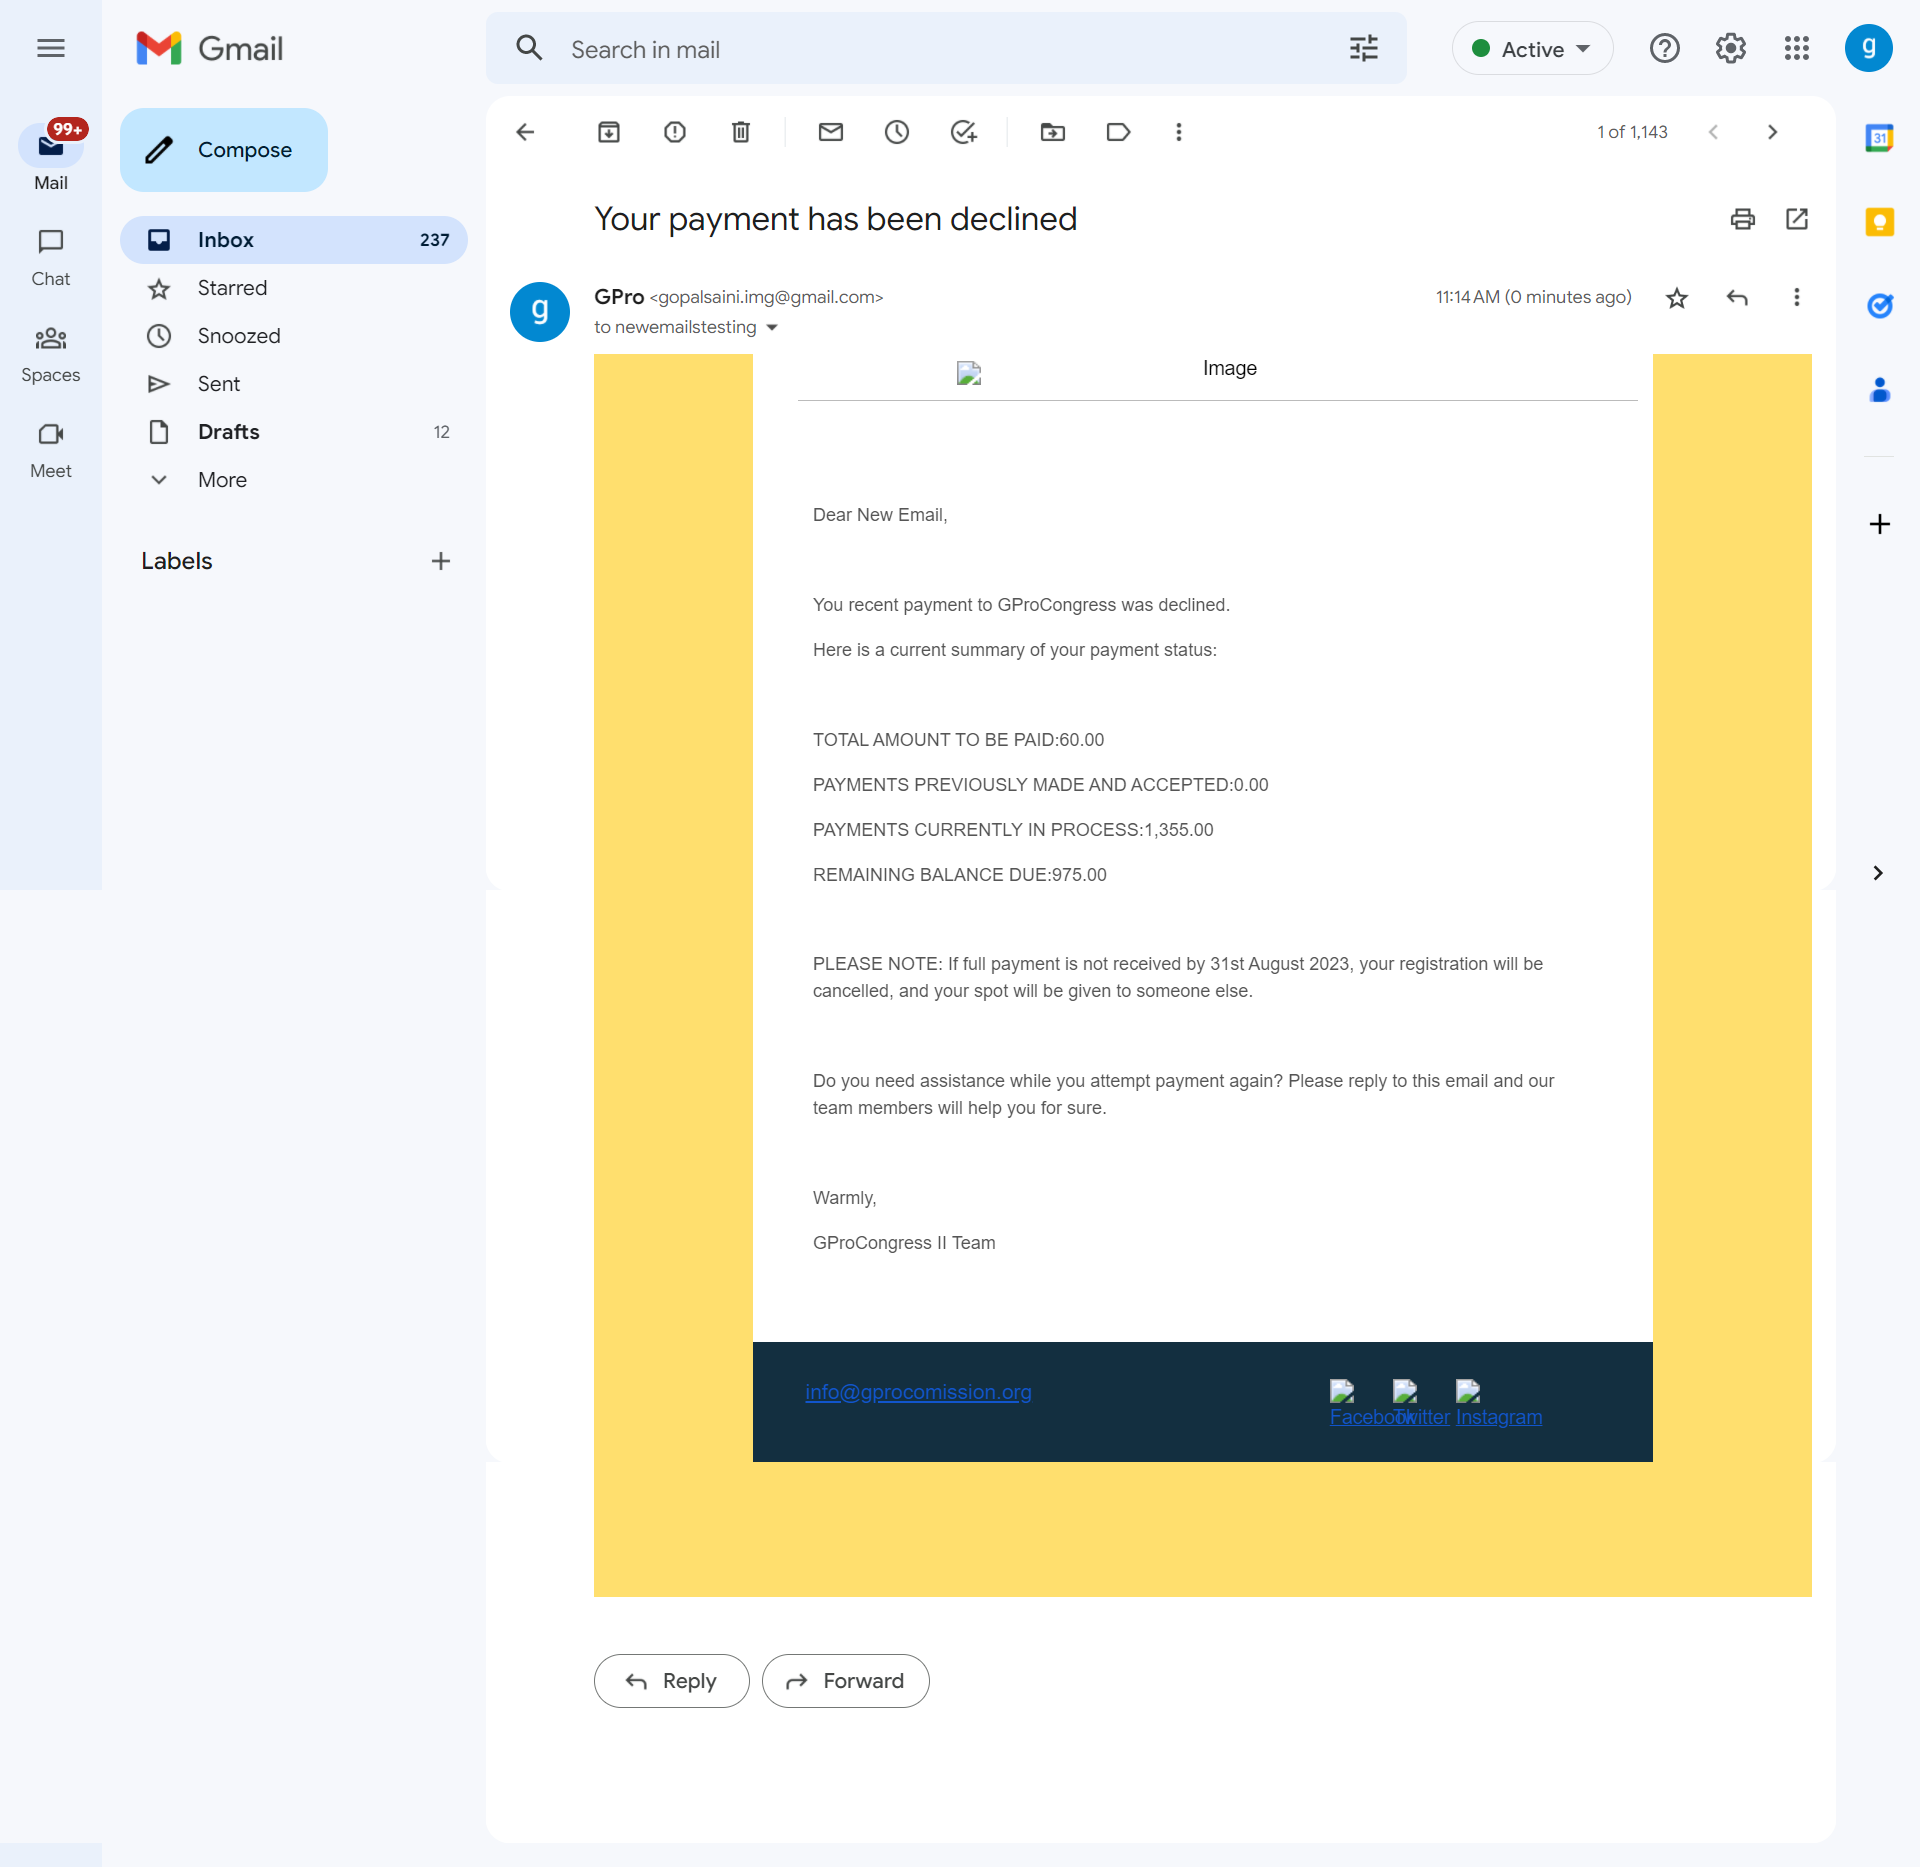 Gmail
Search in mail
Active
g
99+
Mail
Chat
Spaces
Meet
Compose
Inbox 237
Starred
Snoozed
Sent
Drafts 12
More
Labels
1 of 1,143
31
Your payment has been declined
g
GPro <gopalsaini.img@gmail.com>
11:14 AM (0 minutes ago)
to newemailstesting
Image
Dear New Email,
You recent payment to GProCongress was declined.
Here is a current summary of your payment status:
TOTAL AMOUNT TO BE PAID:60.00
PAYMENTS PREVIOUSLY MADE AND ACCEPTED:0.00
PAYMENTS CURRENTLY IN PROCESS:1,355.00
REMAINING BALANCE DUE:975.00
PLEASE NOTE: If full payment is not received by 31st August 2023, your registration will be
cancelled, and your spot will be given to someone else.
Do you need assistance while you attempt payment again? Please reply to this email and our
team members will help you for sure.
Warmly,
GProCongress II Team
info@gprocomission.org
Facebook Twitter Instagram
Reply
Forward